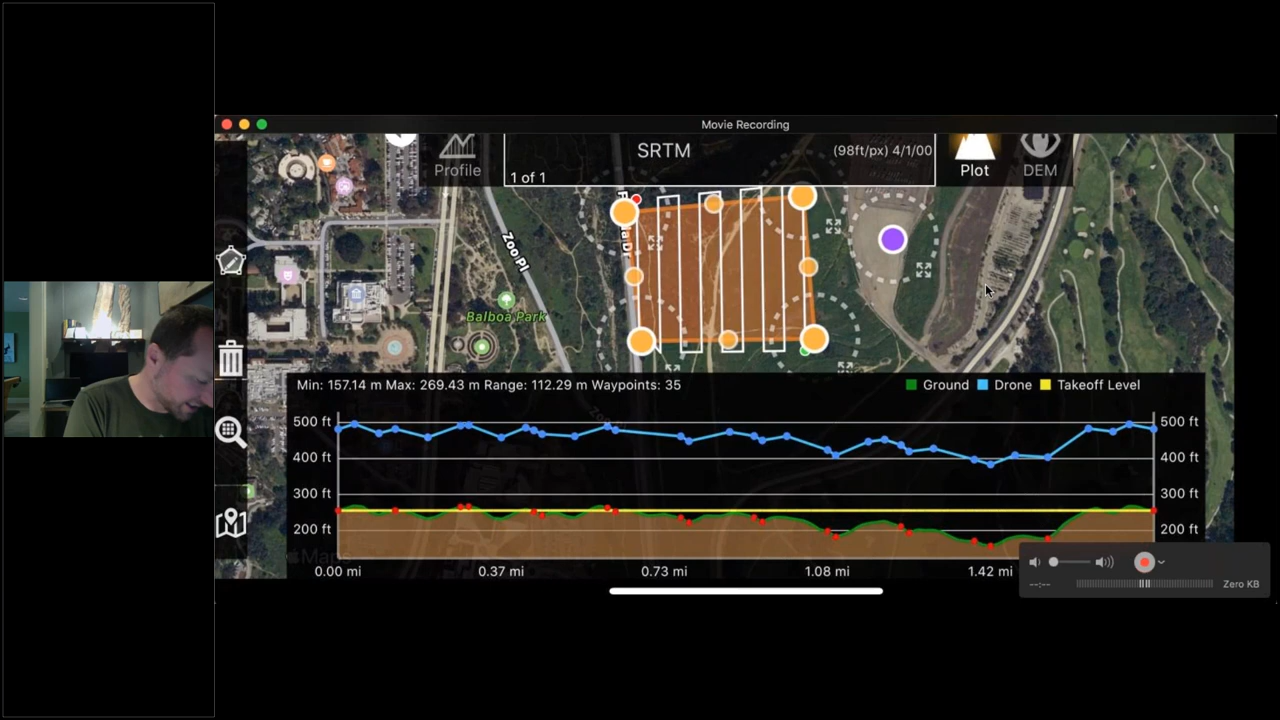 Movie Recording
Profile
SRTM
(98ft/px) 4/1/00
1 of 1
Plot
DEM
Zoo Pl
Balboa Park
Min: 157.14 m Max: 269.43 m Range: 112.29 m Waypoints: 35
Ground
Drone
Takeoff Level
500 ft
500 ft
400 ft
400 ft
300 ft
300 ft
200 ft
200 ft
Maps
0.00 mi
0.37 mi
0.73 mi
1.08 mi
1.42 mi
--:--
Zero KB